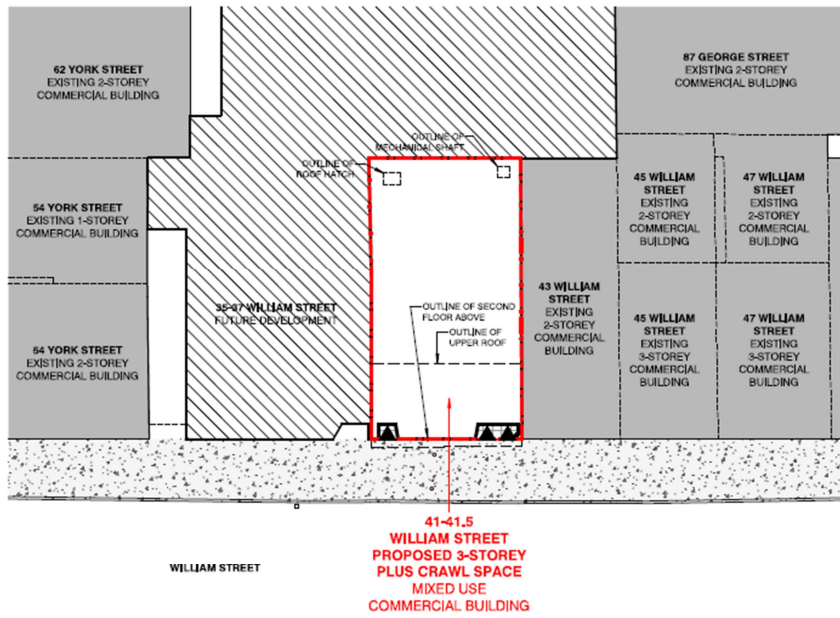 62 YORK STREET
EXISTING 2-STOREY
COMMERCIAL BUILDING
87 GEORGE STREET
EXISTING 2-STOREY
COMMERCIAL BUILDING
OUTLINE OF
MECHANICAL SHAFT
OUTLINE OF
ROOF HATCH
54 YORK STREET
EXISTING 1-STOREY
COMMERCIAL BUILDING
45 WILLIAM
STREET
EXISTING
2-STOREY
COMMERCIAL
BUILDING
47 WILLIAM
STREET
EXISTING
2-STOREY
COMMERCIAL
BUILDING
35-37 WILLIAM STREET
FUTURE DEVELOPMENT
OUTLINE OF SECOND
FLOOR ABOVE
OUTLINE OF
UPPER ROOF
43 WILLIAM
STREET
EXISTING
2-STOREY
COMMERCIAL
BUILDING
54 YORK STREET
EXISTING 2-STOREY
COMMERCIAL BUILDING
45 WILLIAM
STREET
EXISTING
3-STOREY
COMMERCIAL
BUILDING
47 WILLIAM
STREET
EXISTING
3-STOREY
COMMERCIAL
BUILDING
41-41.5
WILLIAM STREET
PROPOSED 3-STOREY
PLUS CRAWL SPACE
MIXED USE
COMMERCIAL BUILDING
WILLIAM STREET